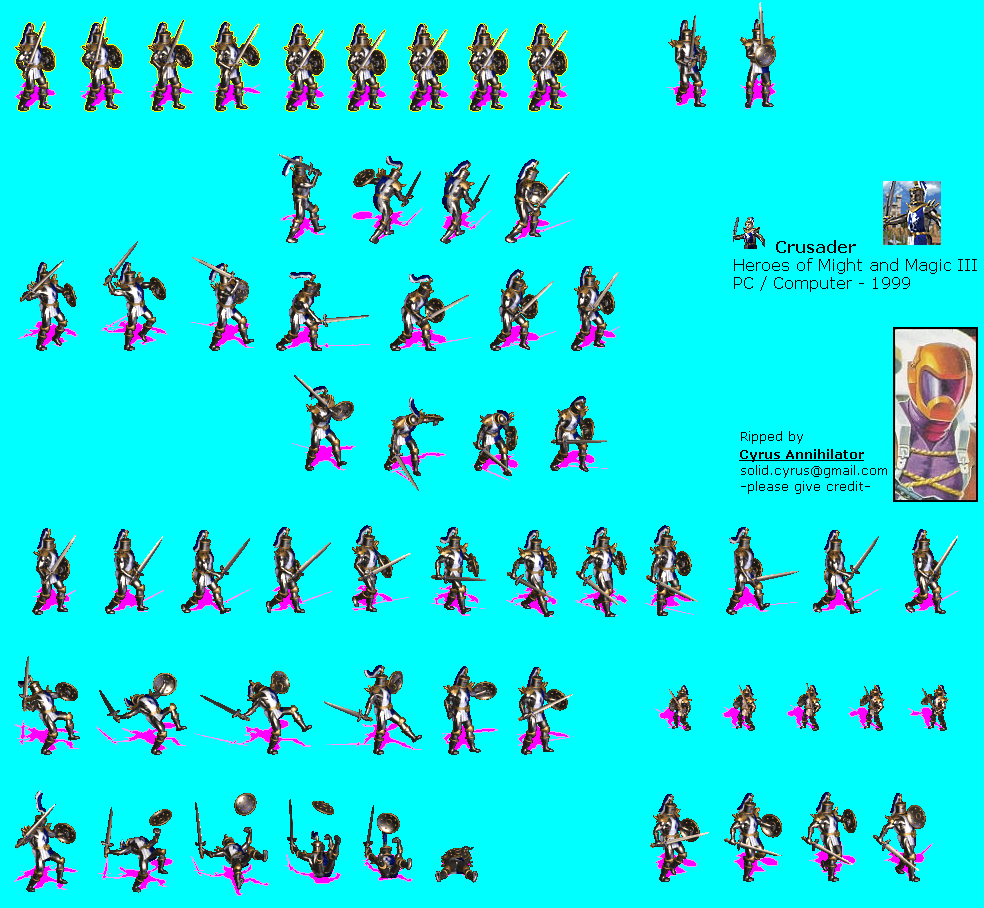 Crusader
Heroes of Might and Magic III
PC / Computer - 1999
Ripped by
Cyrus Annihilator
solid.cyrus@gmail.com
-please give credit-